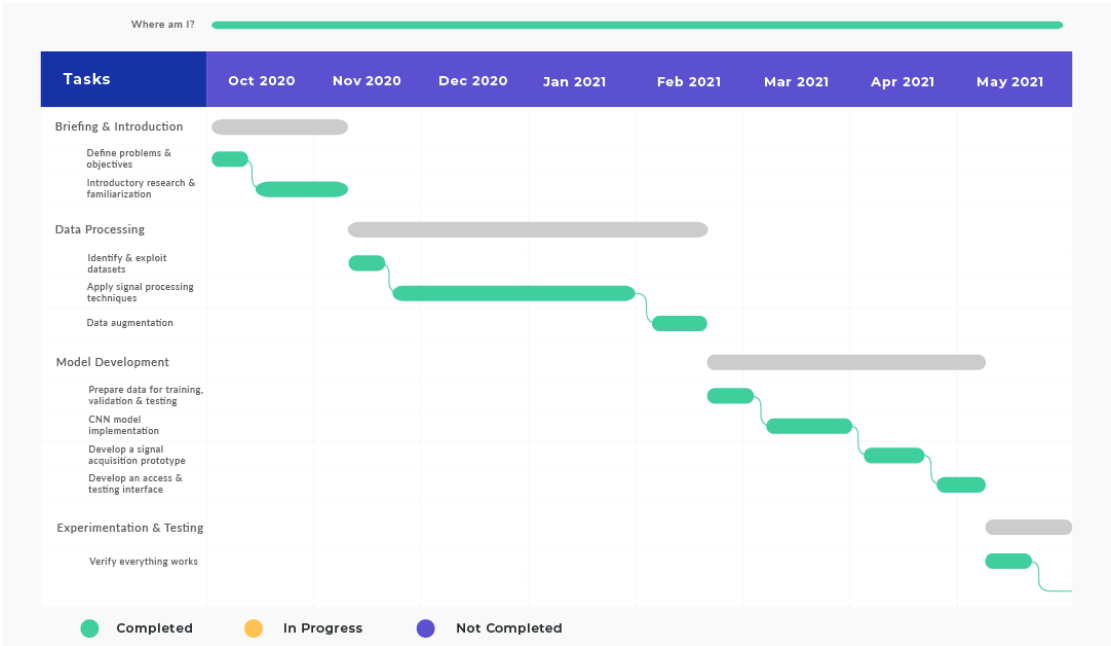 Where am I?
Tasks
Oct 2020
Nov 2020
Dec 2020
Jan 2021
Feb 2021
Mar 2021
Apr 2021
May 2021
Briefing & Introduction
Define problems &
objectives
Introductory research &
familiarization
Data Processing
Identify & exploit
datasets
Apply signal processing
techniques
Data augmentation
Model Development
Prepare data for training,
validation & testing
CNN model
implementation
Develop a signal
acquisition prototype
Develop an access &
testing interface
Experimentation & Testing
Verify everything works
Completed
In Progress
Not Completed